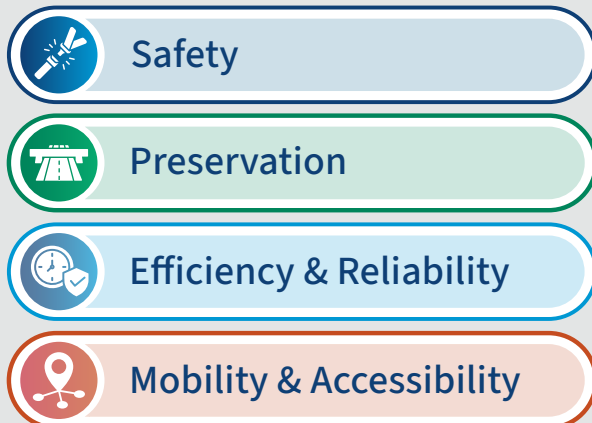 Safety
Preservation
Efficiency & Reliability
Mobility & Accessibility